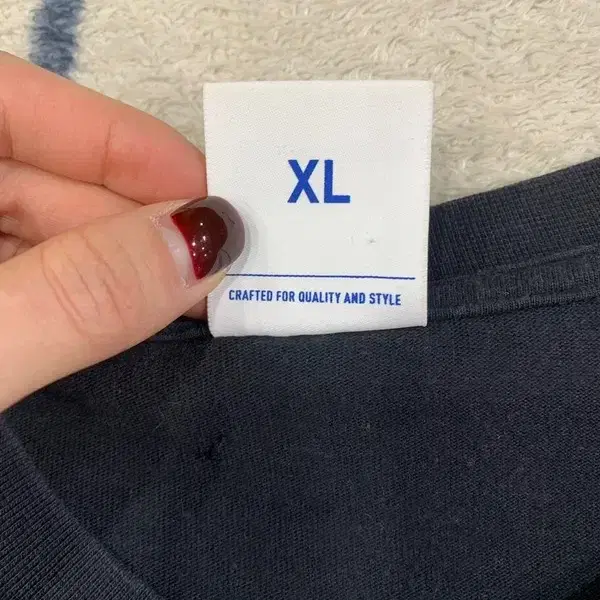 XL
CRAFTED FOR QUALITY AND STYLE